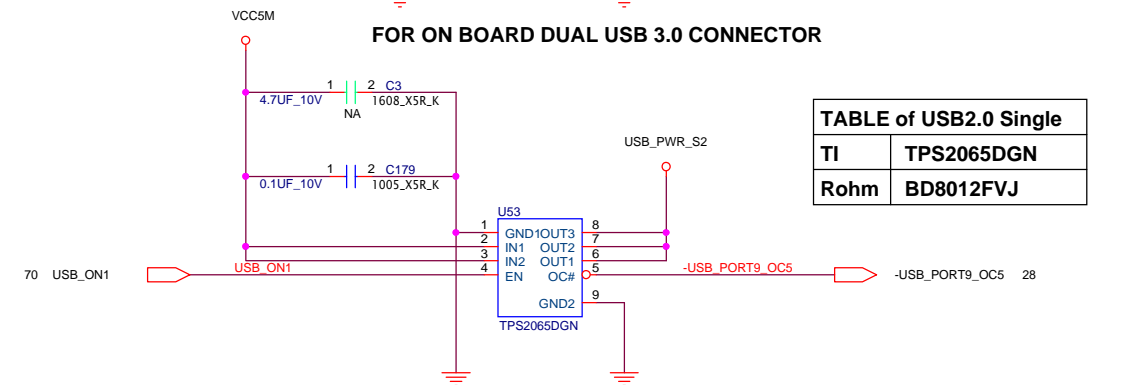 VCC5M
FOR ON BOARD DUAL USB 3.0 CONNECTOR
1 2 C3
4.7UF_10V 1608_X5R_K
NA
TABLE of USB2.0 Single
TI TPS2065DGN
Rohm BD8012FVJ
USB_PWR_S2
1 2 C179
0.1UF_10V 1005_X5R_K
U53
1 GND1 OUT3 8
2 IN1 OUT2 7
3 IN2 OUT1 6
70 USB_ON1 USB_ON1 4 EN OC# 5 -USB_PORT9_OC5 -USB_PORT9_OC5 28
GND2 9
TPS2065DGN